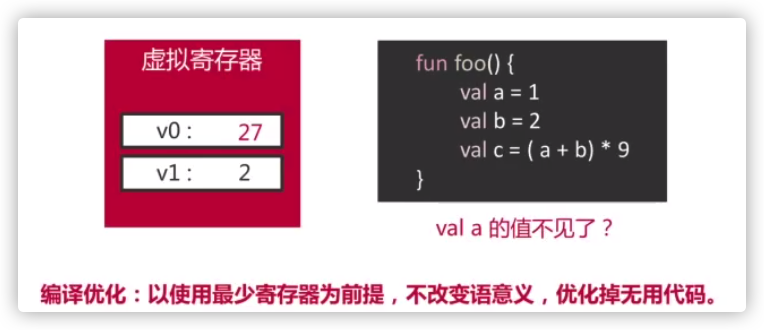 虚拟寄存器
v0： 27
v1： 2
fun foo() {
val a = 1
val b = 2
val c = ( a + b) * 9
}
val a 的值不见了？
编译优化：以使用最少寄存器为前提，不改变语意义，优化掉无用代码。